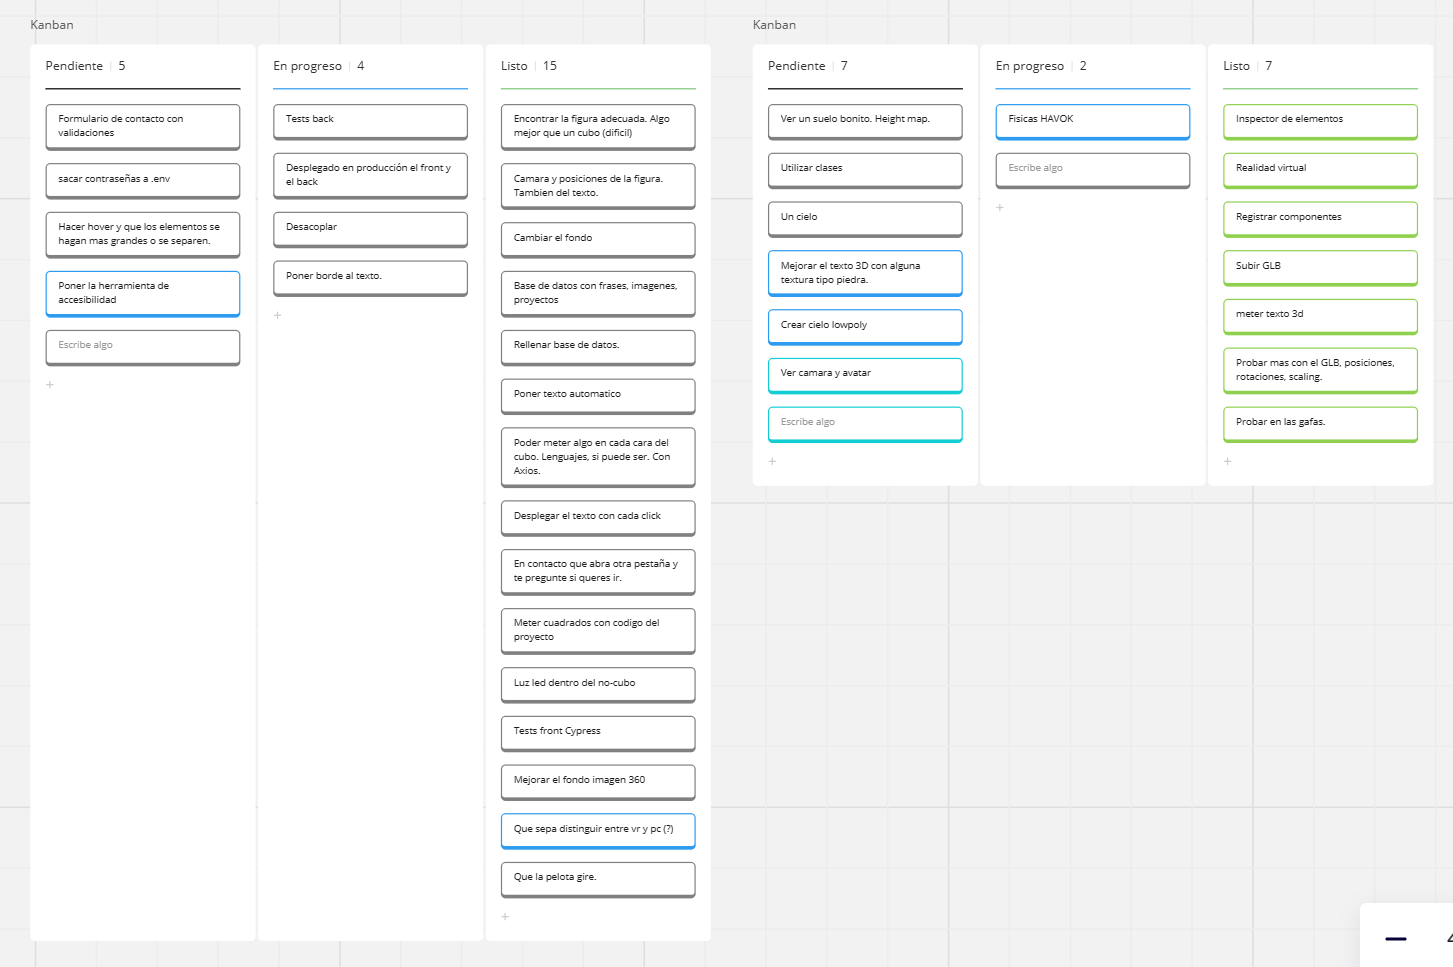 Kanban
Pendiente 5
Formulario de contacto con
validaciones
sacar contraseñas a .env
Hacer hover y que los elementos se
hagan mas grandes o se separen.
Poner la herramienta de
accesibilidad
Escribe algo
+
En progreso 4
Tests back
Desplegado en producción el front y
el back
Desacoplar
Poner borde al texto.
+
Listo 15
Encontrar la figura adecuada. Algo
mejor que un cubo (dificil)
Camara y posiciones de la figura.
Tambien del texto.
Cambiar el fondo
Base de datos con frases, imagenes,
proyectos
Rellenar base de datos.
Poner texto automatico
Poder meter algo en cada cara del
cubo. Lenguajes, si puede ser. Con
Axios.
Desplegar el texto con cada click
En contacto que abra otra pestaña y
te pregunte si queres ir.
Meter cuadrados con codigo del
proyecto
Luz led dentro del no-cubo
Tests front Cypress
Mejorar el fondo imagen 360
Que sepa distinguir entre vr y pc (?)
Que la pelota gire.
+
Kanban
Pendiente 7
Ver un suelo bonito. Height map.
Utilizar clases
Un cielo
Mejorar el texto 3D con alguna
textura tipo piedra.
Crear cielo lowpoly
Ver camara y avatar
Escribe algo
+
En progreso 2
Fisicas HAVOK
Escribe algo
+
Listo 7
Inspector de elementos
Realidad virtual
Registrar componentes
Subir GLB
meter texto 3d
Probar mas con el GLB, posiciones,
rotaciones, scaling.
Probar en las gafas.
+